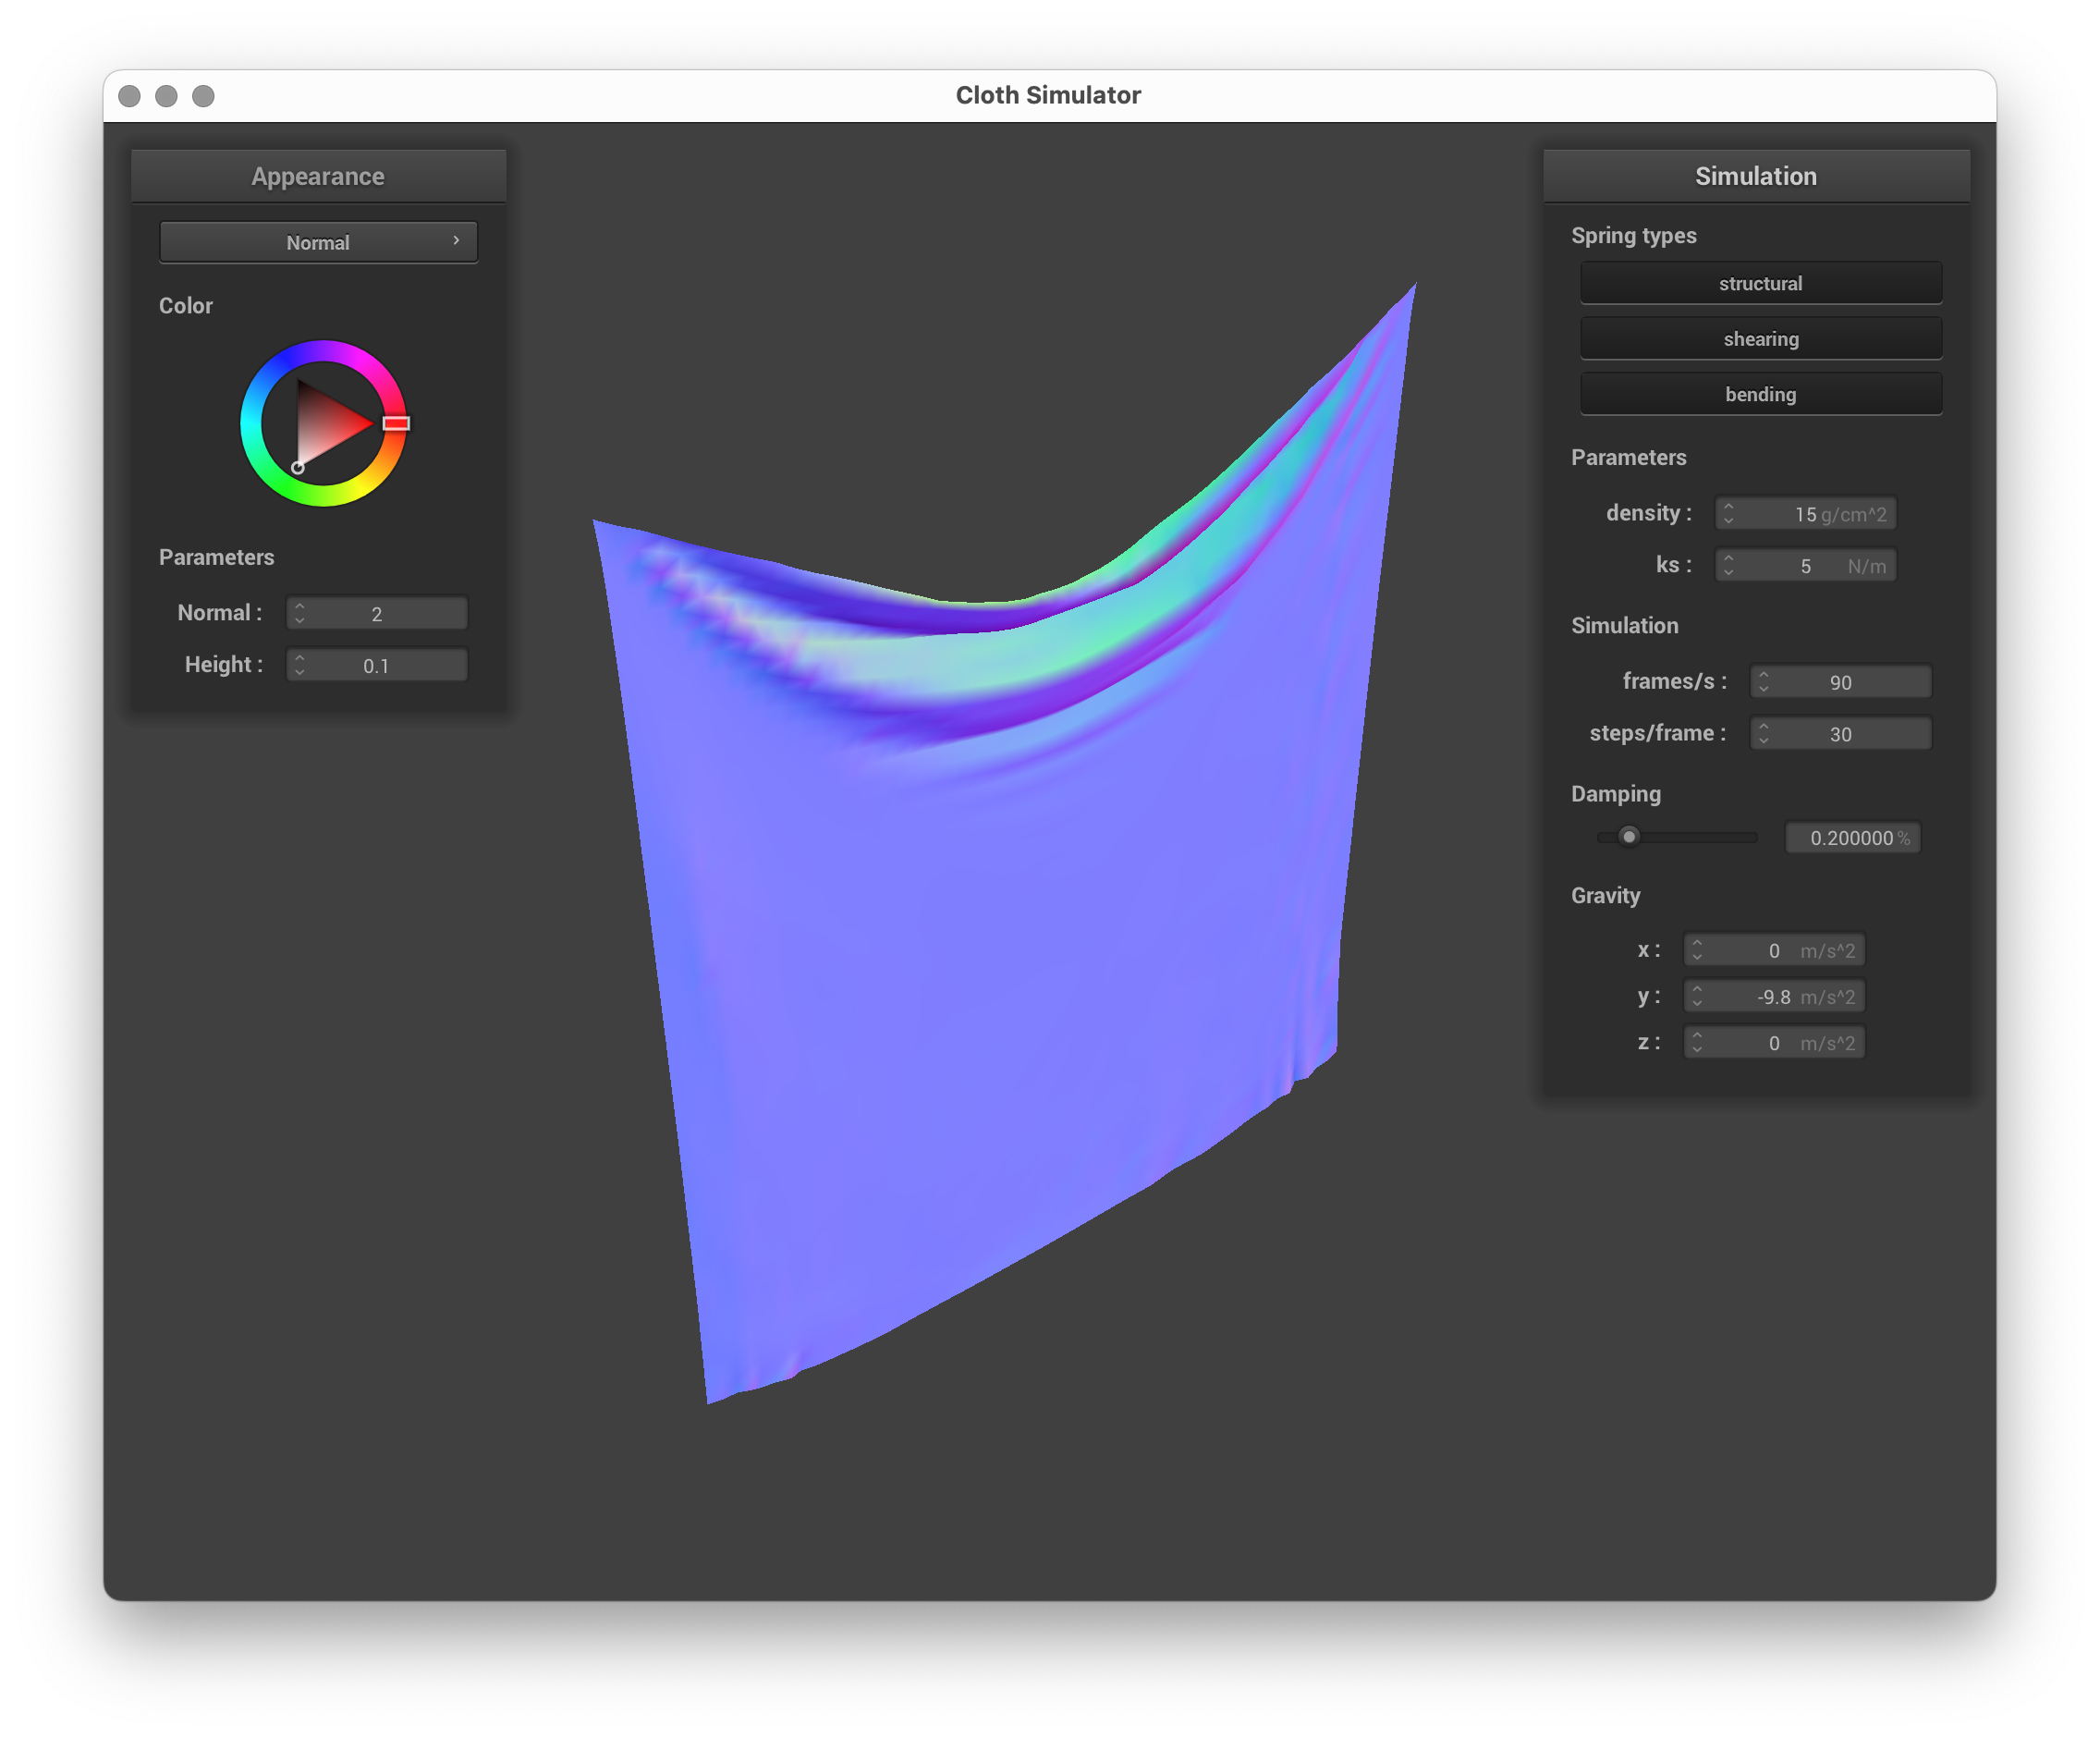 Cloth Simulator
Appearance
Normal
Color
Parameters
Normal : 2
Height : 0.1
Simulation
Spring types
structural
shearing
bending
Parameters
density : 15 g/cm^2
ks : 5 N/m
Simulation
frames/s : 90
steps/frame : 30
Damping
0.200000 %
Gravity
x : 0 m/s^2
y : -9.8 m/s^2
z : 0 m/s^2